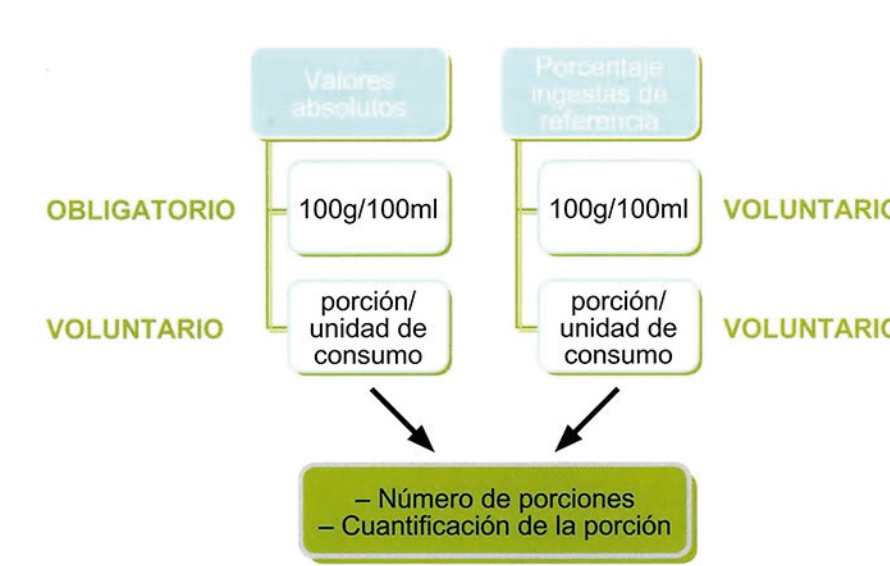 Valores
absolutos
Porcentaje
ingestas de
referencia
OBLIGATORIO
100g/100ml
100g/100ml
VOLUNTARIO
VOLUNTARIO
porción/
unidad de
consumo
porción/
unidad de
consumo
VOLUNTARIO
– Número de porciones
– Cuantificación de la porción